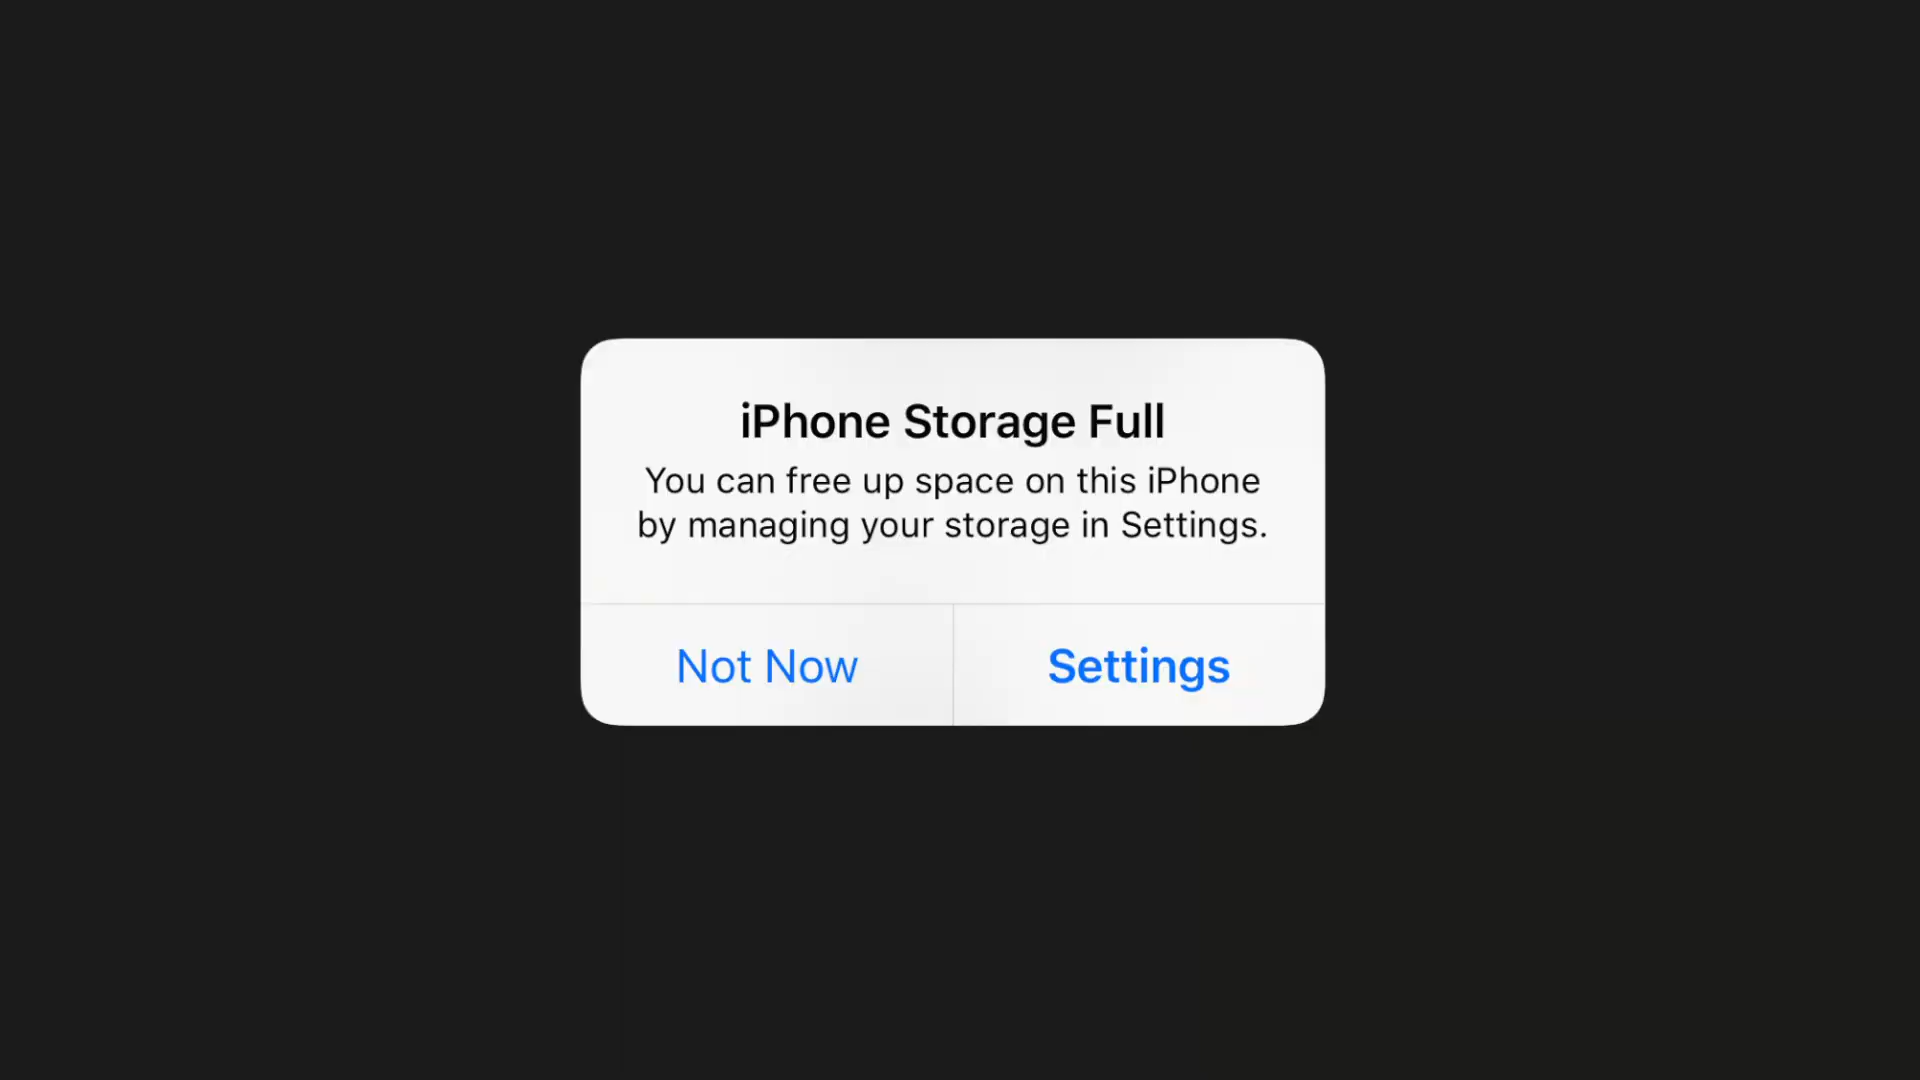 iPhone Storage Full
You can free up space on this iPhone
by managing your storage in Settings.
Not Now
Settings